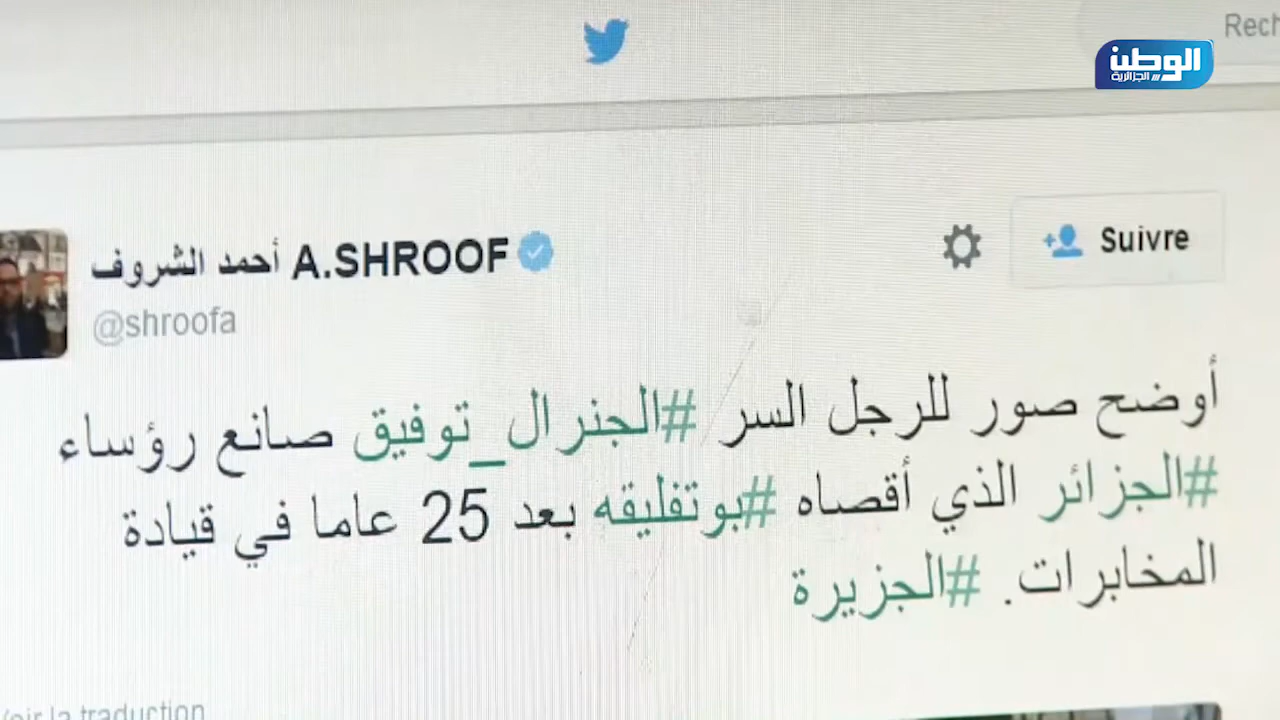 Rech
الوطن
الجزائرية
أحمد الشروف A.SHROOF
@shroofa
Suivre
أوضح صور للرجل السر #الجنرال_توفيق صانع رؤساء
#الجزائر الذي أقصاه #بوتفليقه بعد 25 عاما في قيادة
المخابرات. #الجزيرة
Voir la traduction